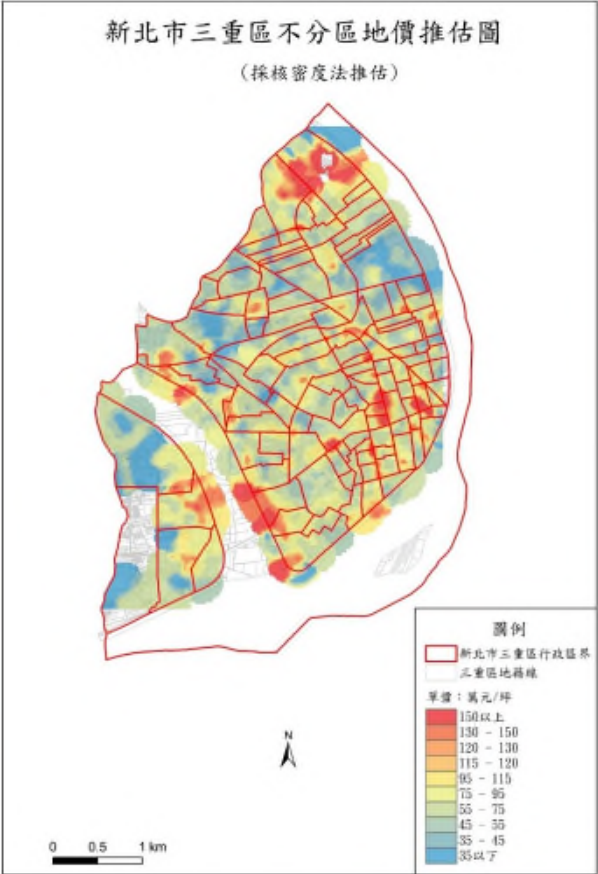 新北市三重區不分區地價推估圖
(採核密度法推估)
N
0 0.5 1 km
圖例
新北市三重區行政區界
三重區地籍線
單價：萬元/坪
150以上
130 - 150
120 - 130
115 - 120
95 - 115
75 - 95
55 - 75
45 - 55
35 - 45
35以下